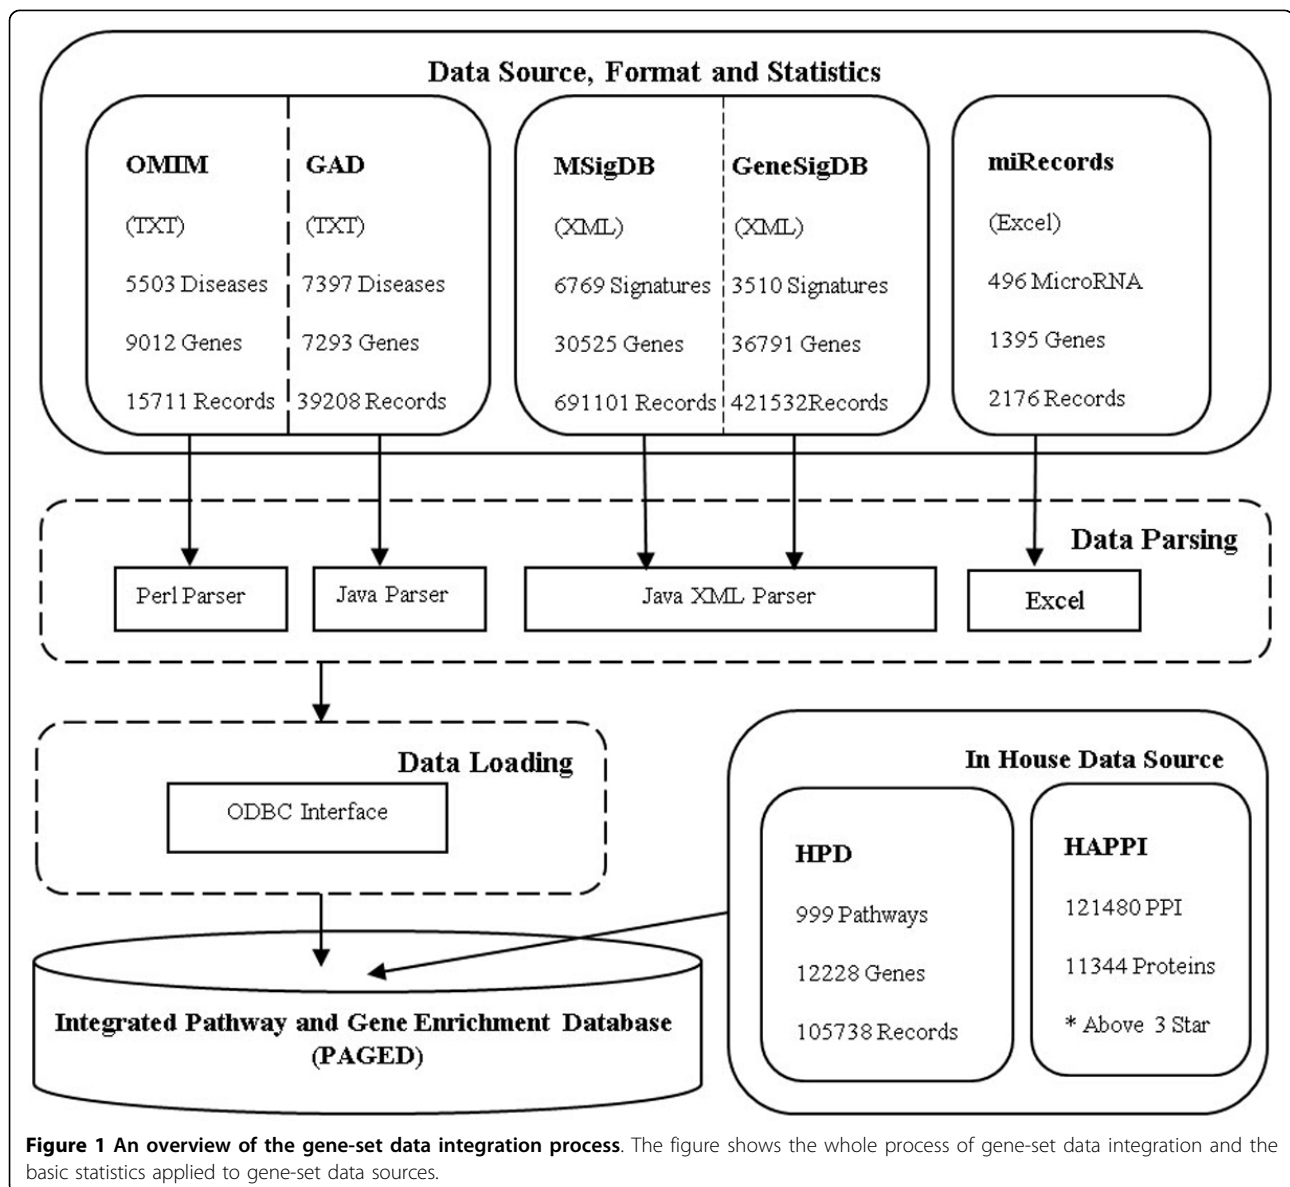 Data Source, Format and Statistics
OMIM
(TXT)
5503 Diseases
9012 Genes
15711 Records
GAD
(TXT)
7397 Diseases
7293 Genes
39208 Records
MSigDB
(XML)
6769 Signatures
30525 Genes
691101 Records
GeneSigDB
(XML)
3510 Signatures
36791 Genes
421532Records
miRecords
(Excel)
496 MicroRNA
1395 Genes
2176 Records
Data Parsing
Perl Parser
Java Parser
Java XML Parser
Excel
Data Loading
ODBC Interface
In House Data Source
HPD
999 Pathways
12228 Genes
105738 Records
HAPPI
121480 PPI
11344 Proteins
* Above 3 Star
Integrated Pathway and Gene Enrichment Database
(PAGED)
Figure 1 An overview of the gene-set data integration process. The figure shows the whole process of gene-set data integration and the
basic statistics applied to gene-set data sources.